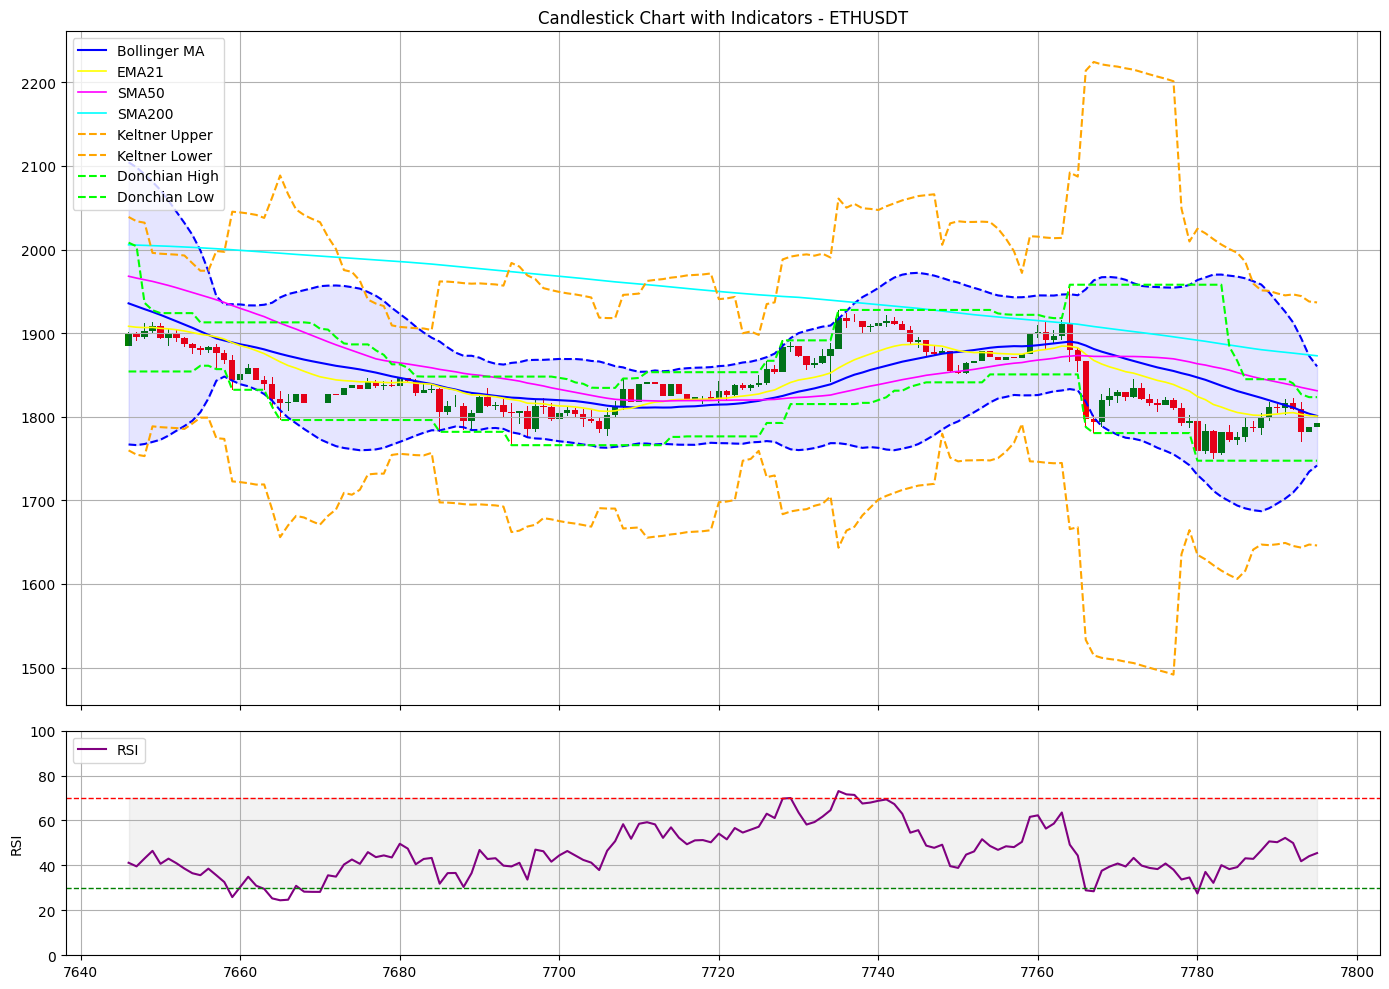 Candlestick Chart with Indicators - ETHUSDT
Bollinger MA
EMA21
SMA50
SMA200
Keltner Upper
Keltner Lower
Donchian High
Donchian Low
2200
2100
2000
1900
1800
1700
1600
1500
RSI
100
80
60
40
20
0
RSI
7640
7660
7680
7700
7720
7740
7760
7780
7800